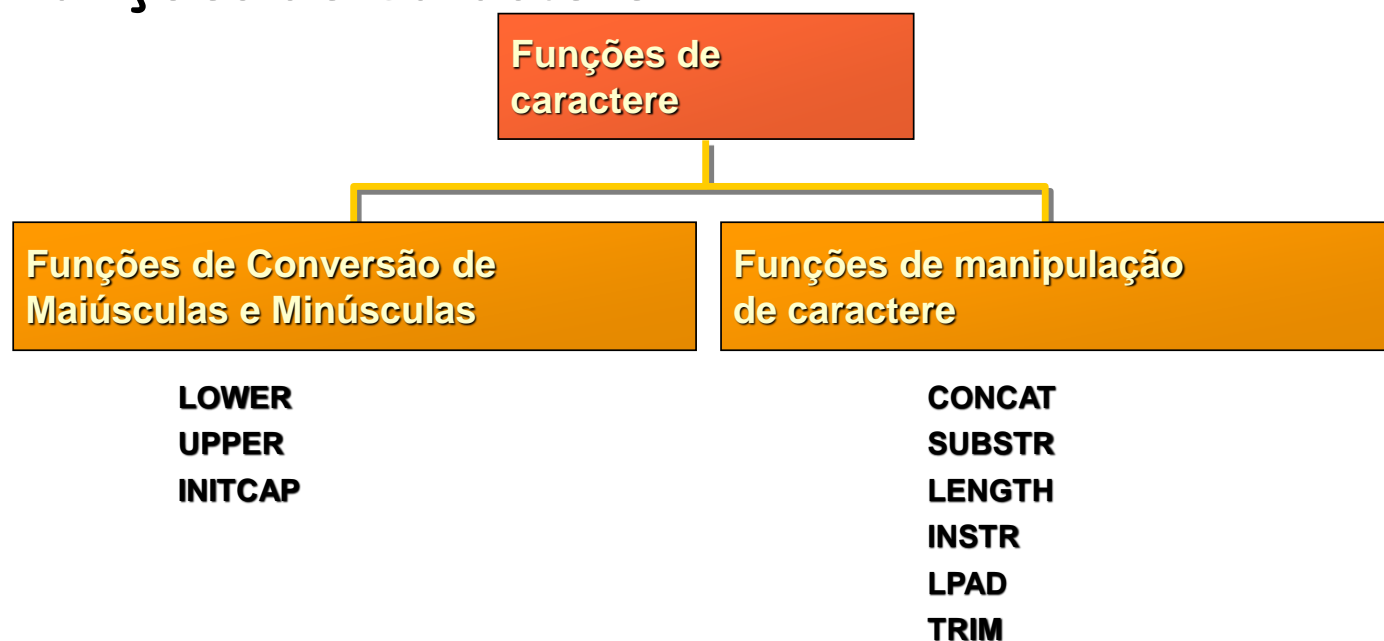 Funções de
caractere
Funções de Conversão de
Maiúsculas e Minúsculas
Funções de manipulação
de caractere
LOWER
UPPER
INITCAP
CONCAT
SUBSTR
LENGTH
INSTR
LPAD
TRIM